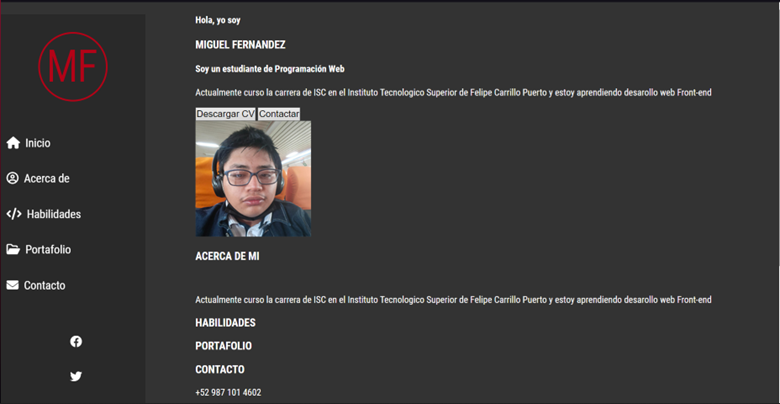 MF
Inicio
Acerca de
Habilidades
Portafolio
Contacto
Hola, yo soy
MIGUEL FERNANDEZ
Soy un estudiante de Programación Web
Actualmente curso la carrera de ISC en el Instituto Tecnologico Superior de Felipe Carrillo Puerto y estoy aprendiendo desarollo web Front-end
Descargar CV Contactar
ACERCA DE MI
Actualmente curso la carrera de ISC en el Instituto Tecnologico Superior de Felipe Carrillo Puerto y estoy aprendiendo desarollo web Front-end
HABILIDADES
PORTAFOLIO
CONTACTO
+52 987 101 4602